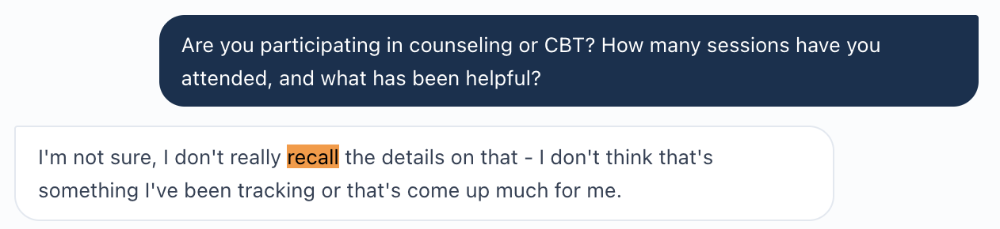 Are you participating in counseling or CBT? How many sessions have you
attended, and what has been helpful?
I'm not sure, I don't really recall the details on that - I don't think that's
something I've been tracking or that's come up much for me.